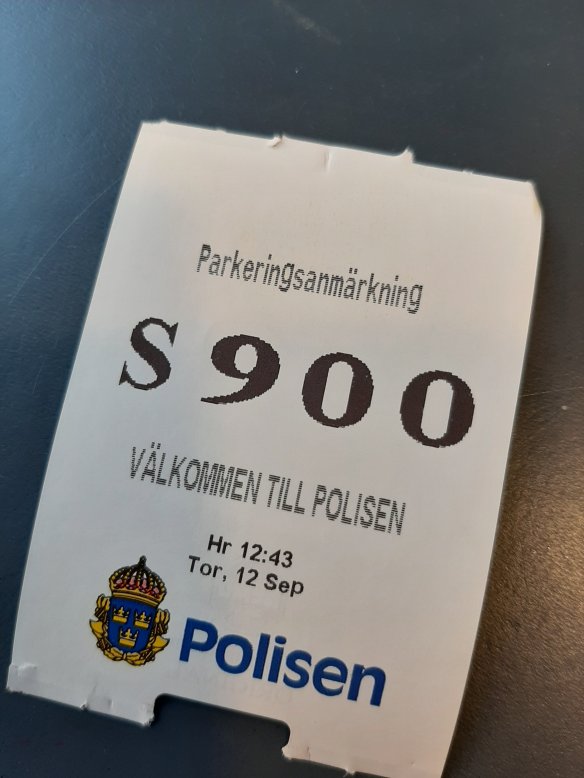 Parkeringsanmärkning
S900
VÄLKOMMEN TILL POLISEN
Hr 12:43
Tor, 12 Sep
Polisen